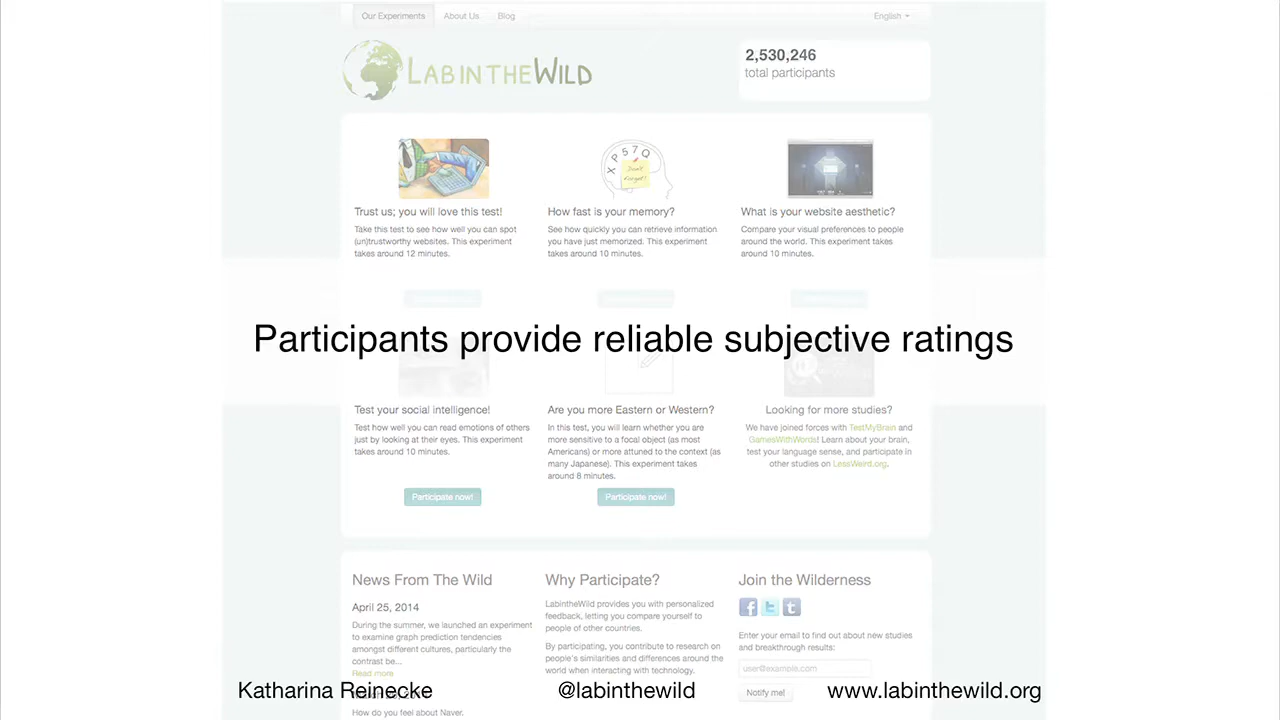 Our Experiments About Us Blog English
LABINTHEWILD
2,530,246
total participants
X P 5 7 Q
Don't
forget!
Trust us; you will love this test!
Take this test to see how well you can spot
(un)trustworthy websites. This experiment
takes around 12 minutes.
How fast is your memory?
See how quickly you can retrieve information
you have just memorized. This experiment
takes around 10 minutes.
What is your website aesthetic?
Compare your visual preferences to people
around the world. This experiment takes
around 10 minutes.
Participants provide reliable subjective ratings
Test your social intelligence!
Test how well you can read emotions of others
just by looking at their eyes. This experiment
takes around 10 minutes.
Participate now!
Are you more Eastern or Western?
In this test, you will learn whether you are
more sensitive to a focal object (as most
Americans) or more attuned to the context (as
many Japanese). This experiment takes
around 8 minutes.
Participate now!
Looking for more studies?
We have joined forces with TestMyBrain and
GamesWithWords! Learn about your brain,
test your language sense, and participate in
other studies on LessWeird.org.
News From The Wild
April 25, 2014
During the summer, we launched an experiment
to examine graph prediction tendencies
amongst different cultures, particularly the
contrast be...
Read more
How do you feel about Naver.
Why Participate?
LabintheWild provides you with personalized
feedback, letting you compare yourself to
people of other countries.
By participating, you contribute to research on
people's similarities and differences around the
world when interacting with technology.
Join the Wilderness
Enter your email to find out about new studies
and breakthrough results:
user@example.com
Notify me!
Katharina Reinecke @labinthewild www.labinthewild.org